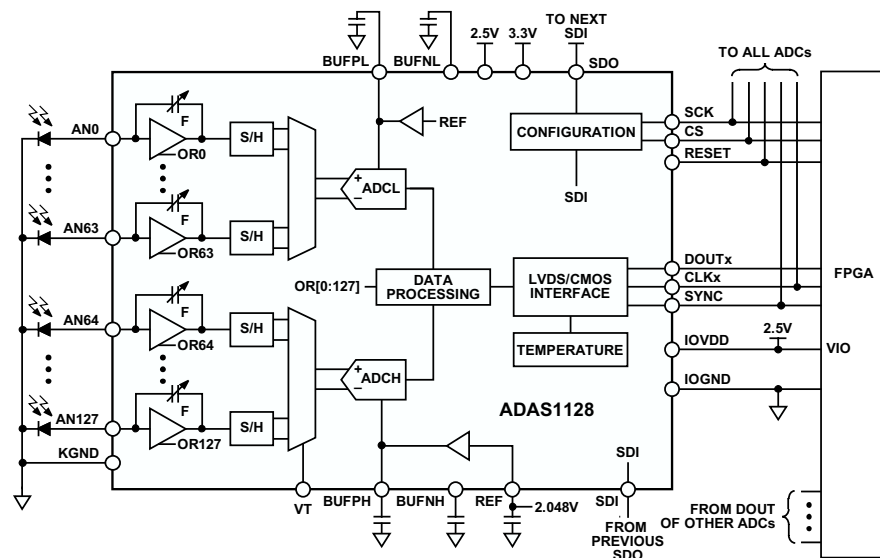 TO NEXT
SDI
2.5V
3.3V
BUFPL
BUFNL
SDO
TO ALL ADCs
AN0
F
OR0
S/H
REF
CONFIGURATION
SCK
CS
RESET
+
–
ADCL
SDI
AN63
F
OR63
S/H
OR[0:127]
DATA
PROCESSING
LVDS/CMOS
INTERFACE
DOUTx
CLKx
SYNC
FPGA
AN64
F
OR64
S/H
TEMPERATURE
2.5V
IOVDD
VIO
+
–
ADCH
IOGND
AN127
F
OR127
S/H
ADAS1128
KGND
SDI
VT
BUFPH
BUFNH
REF
2.048V
SDI
FROM
PREVIOUS
SDO
FROM DOUT
OF OTHER ADCs